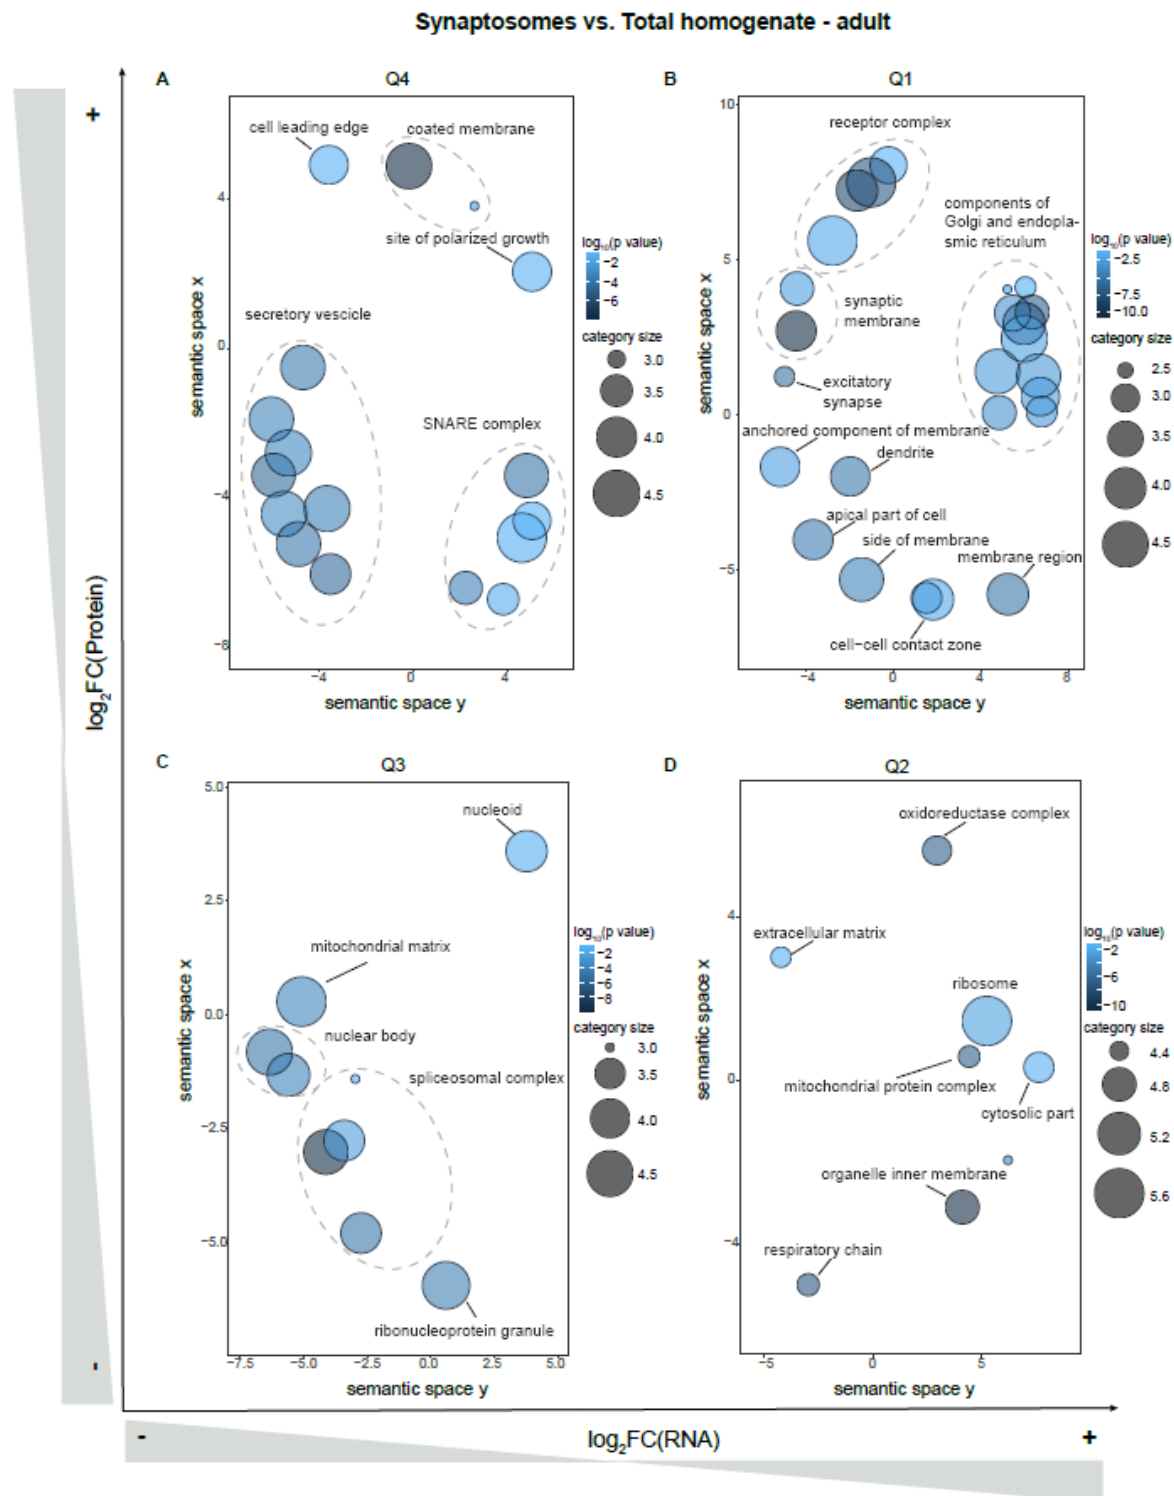 Synaptosomes vs. Total homogenate - adult
A
Q4
+
log₂FC(Protein)
-
semantic space x
4
0
-4
-8
cell leading edge
coated membrane
site of polarized growth
secretory vescicle
SNARE complex
-4
0
4
semantic space y
log₁₀(p value)
-2
-4
-6
category size
3.0
3.5
4.0
4.5
B
Q1
semantic space x
10
5
0
-5
receptor complex
components of
Golgi and endopla-
smic reticulum
synaptic
membrane
excitatory
synapse
anchored component of membrane
dendrite
apical part of cell
side of membrane
membrane region
cell-cell contact zone
-4
0
4
8
semantic space y
log₁₀(p value)
-2.5
-7.5
-10.0
category size
2.5
3.0
3.5
4.0
4.5
C
Q3
semantic space x
5.0
2.5
0.0
-2.5
-5.0
nucleoid
mitochondrial matrix
nuclear body
spliceosomal complex
ribonucleoprotein granule
-7.5
-5.0
-2.5
0.0
2.5
5.0
semantic space y
log₁₀(p value)
-2
-4
-6
-8
category size
3.0
3.5
4.0
4.5
D
Q2
semantic space x
4
0
-4
oxidoreductase complex
extracellular matrix
ribosome
mitochondrial protein complex
cytosolic part
organelle inner membrane
respiratory chain
-5
0
5
semantic space y
log₁₀(p value)
-2
-6
-10
category size
4.4
4.8
5.2
5.6
-
log₂FC(RNA)
+